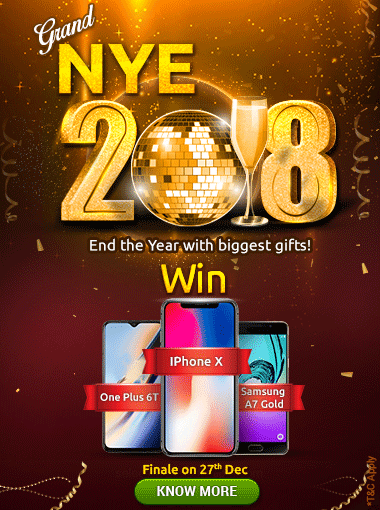 Grand
NYE
2018
End the Year with biggest gifts!
Win
IPhone X
One Plus 6T
Samsung
A7 Gold
Finale on 27th Dec
KNOW MORE
*T&C Apply